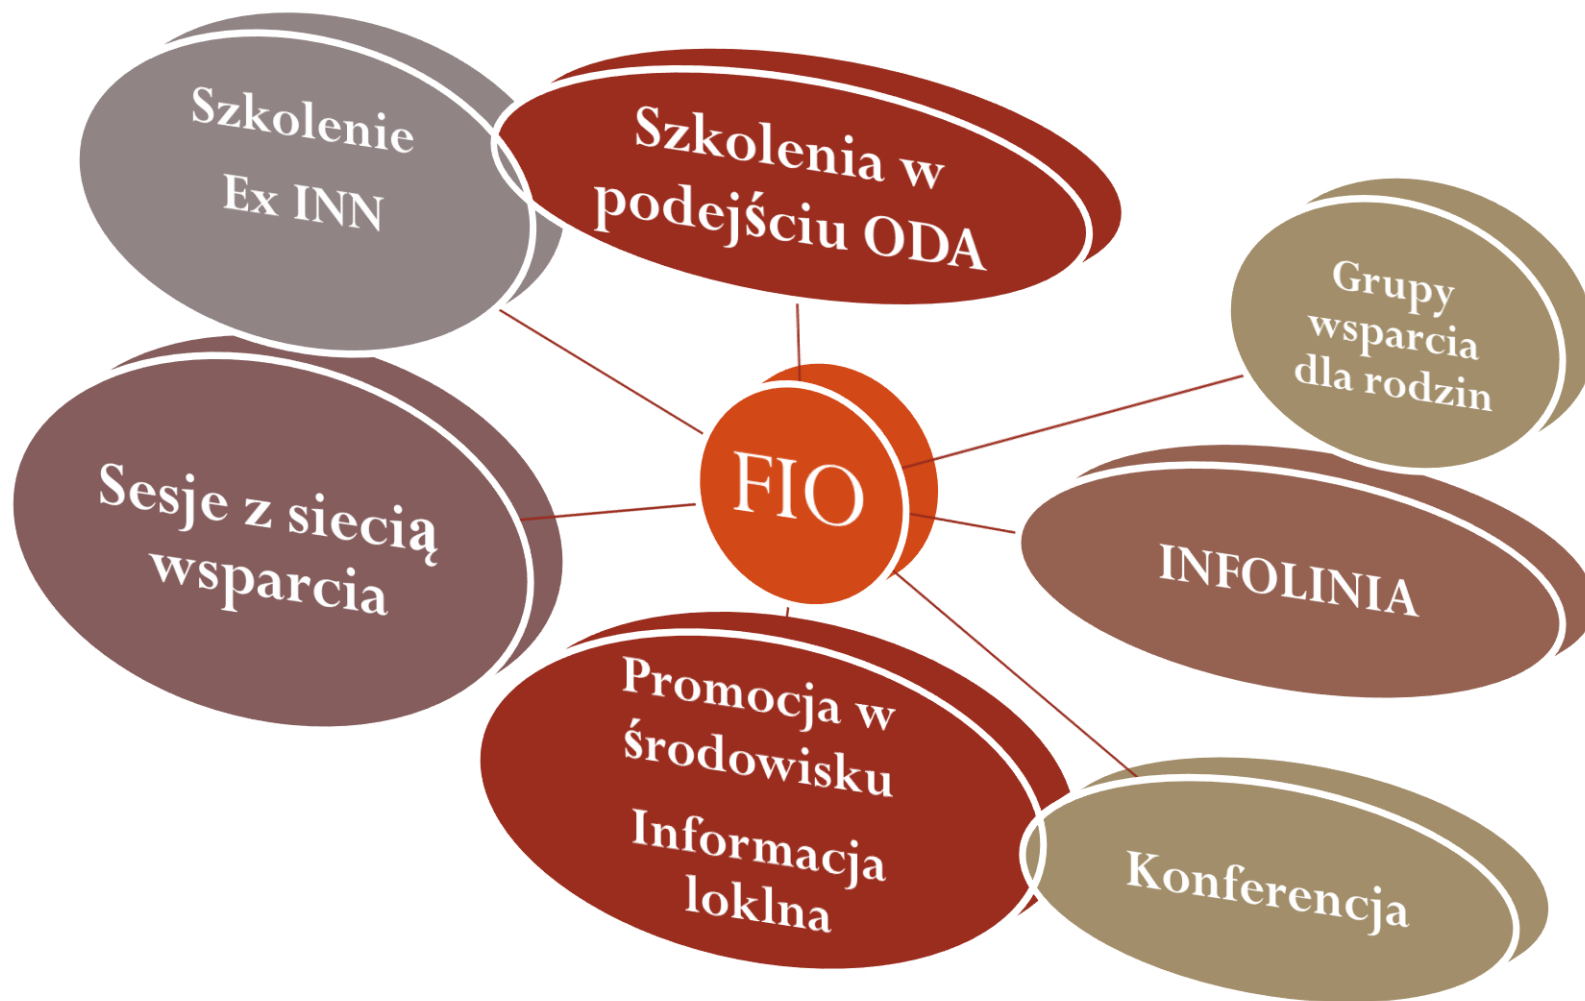 Szkolenie
Ex INN
Szkolenia w
podejściu ODA
Grupy
wsparcia
dla rodzin
FIO
Sesje z siecią
wsparcia
INFOLINIA
Promocja w
środowisku
Informacja
loklna
Konferencja